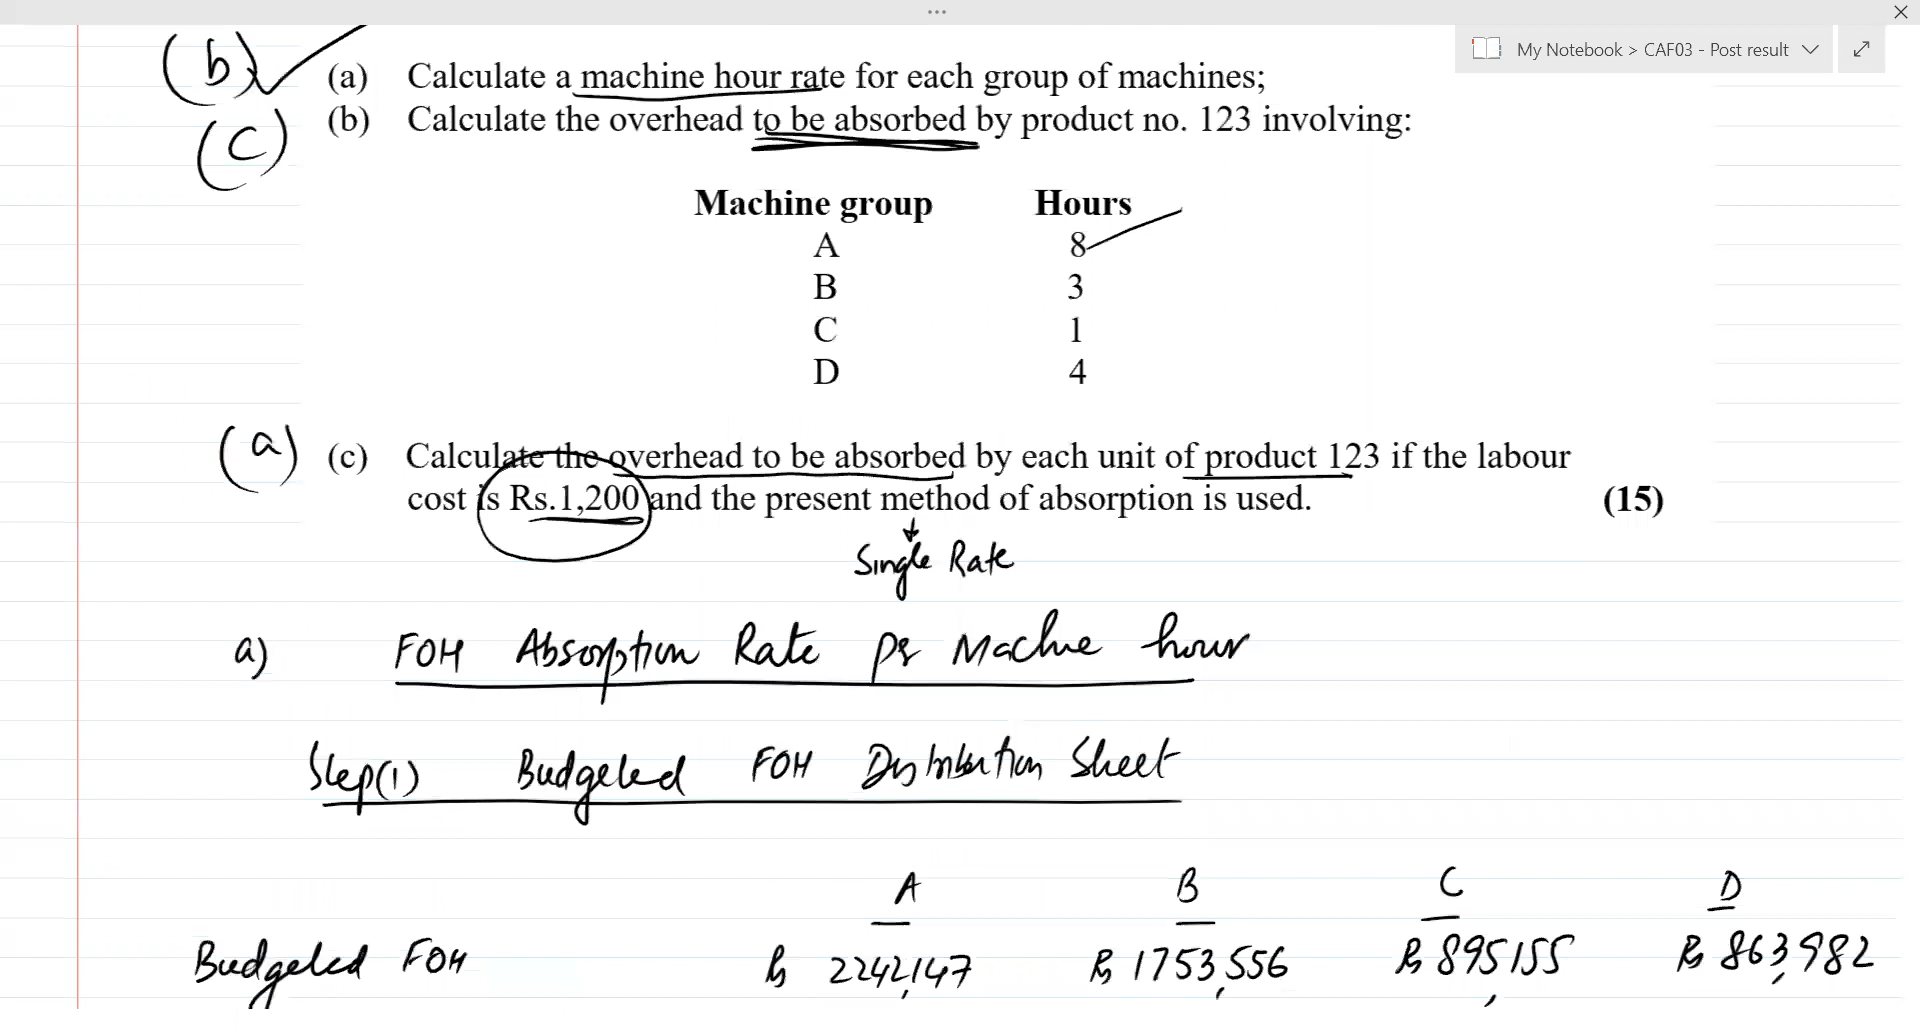 My Notebook > CAF03 - Post result
(b) (a) Calculate a machine hour rate for each group of machines;
(c) (b) Calculate the overhead to be absorbed by product no. 123 involving:
Machine group Hours
A 8
B 3
C 1
D 4
(a) (c) Calculate the overhead to be absorbed by each unit of product 123 if the labour
cost is Rs.1,200 and the present method of absorption is used. (15)
Single Rate
a) FOH Absorption Rate per Machine hour
Step(1) Budgeted FOH Distribution Sheet
A B C D
Budgeted FOH Rs 2242,147 Rs 1753,556 Rs 895,155 Rs 863,982